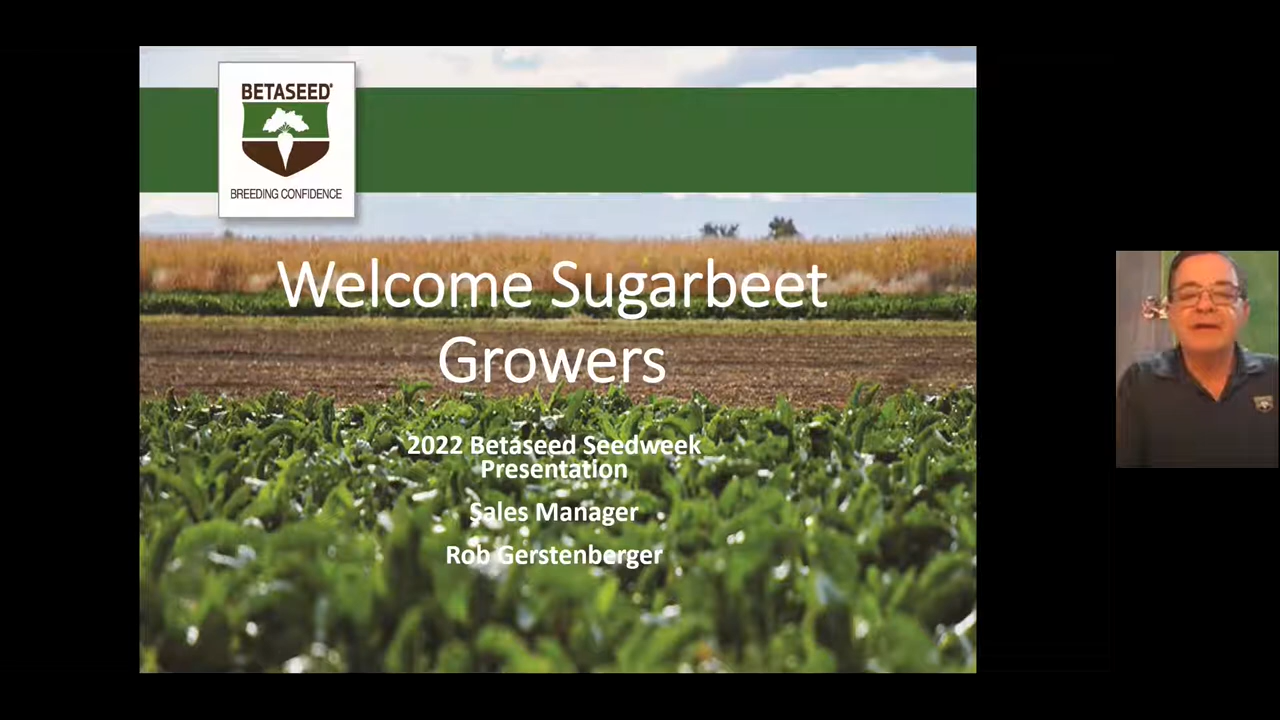 BETASEED®
BREEDING CONFIDENCE
Welcome Sugarbeet
Growers
2022 Betaseed Seedweek
Presentation
Sales Manager
Rob Gerstenberger